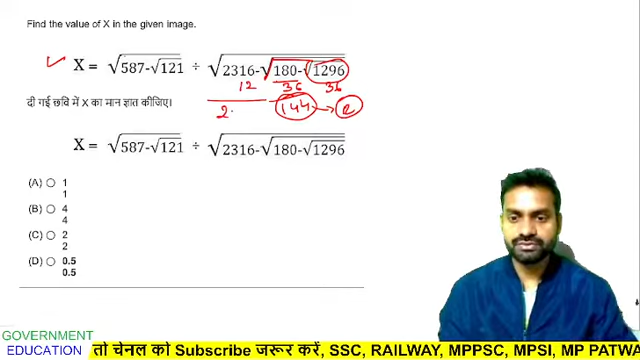 Find the value of X in the given image.
X = √587-√121 ÷ √2316-√180-√1296
12 36 36
दी गई छवि में X का मान ज्ञात कीजिए।
2 144 → 12
X = √587-√121 ÷ √2316-√180-√1296
(A) 1
1
(B) 4
4
(C) 2
2
(D) 0.5
0.5
GOVERNMENT
EDUCATION
तो चेनल को Subscribe जरूर करें, SSC, RAILWAY, MPPSC, MPSI, MP PATWA